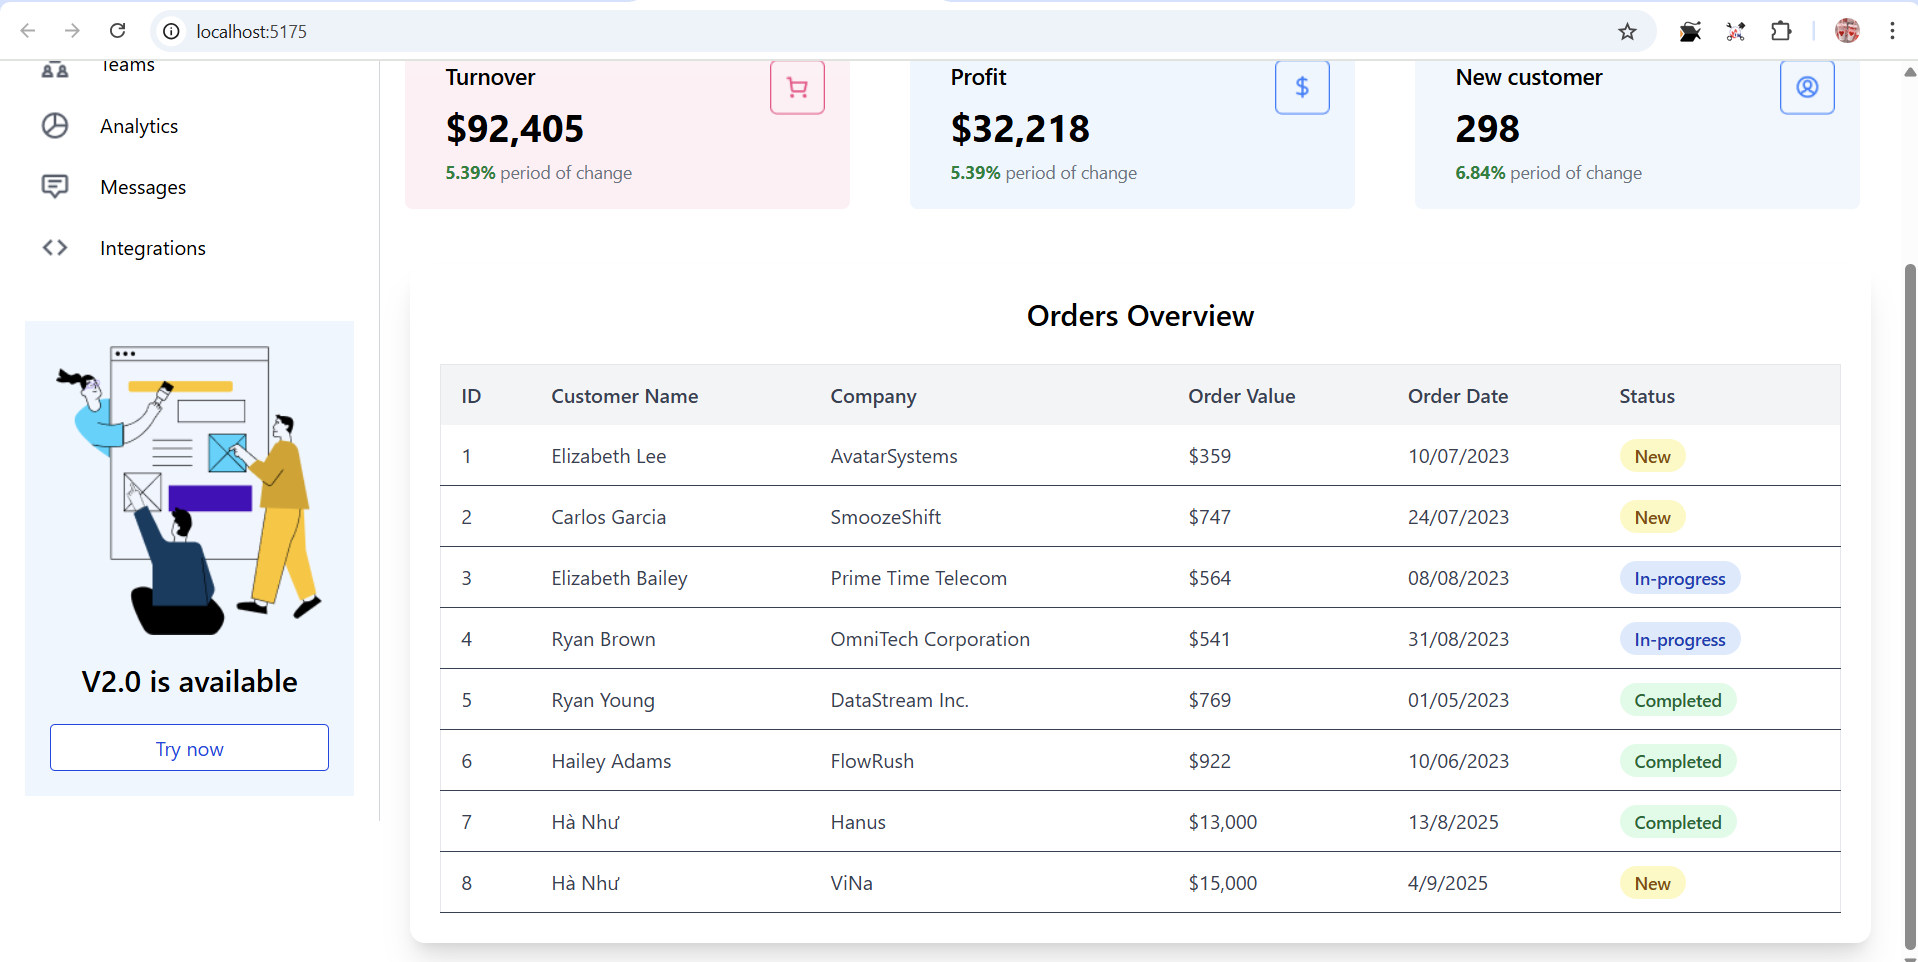 localhost:5175
Teams
Analytics
Messages
Integrations
V2.0 is available
Try now
Turnover
$92,405
5.39% period of change
Profit
$32,218
5.39% period of change
New customer
298
6.84% period of change
Orders Overview
ID Customer Name Company Order Value Order Date Status
1 Elizabeth Lee AvatarSystems $359 10/07/2023 New
2 Carlos Garcia SmoozeShift $747 24/07/2023 New
3 Elizabeth Bailey Prime Time Telecom $564 08/08/2023 In-progress
4 Ryan Brown OmniTech Corporation $541 31/08/2023 In-progress
5 Ryan Young DataStream Inc. $769 01/05/2023 Completed
6 Hailey Adams FlowRush $922 10/06/2023 Completed
7 Hà Như Hanus $13,000 13/8/2025 Completed
8 Hà Như ViNa $15,000 4/9/2025 New